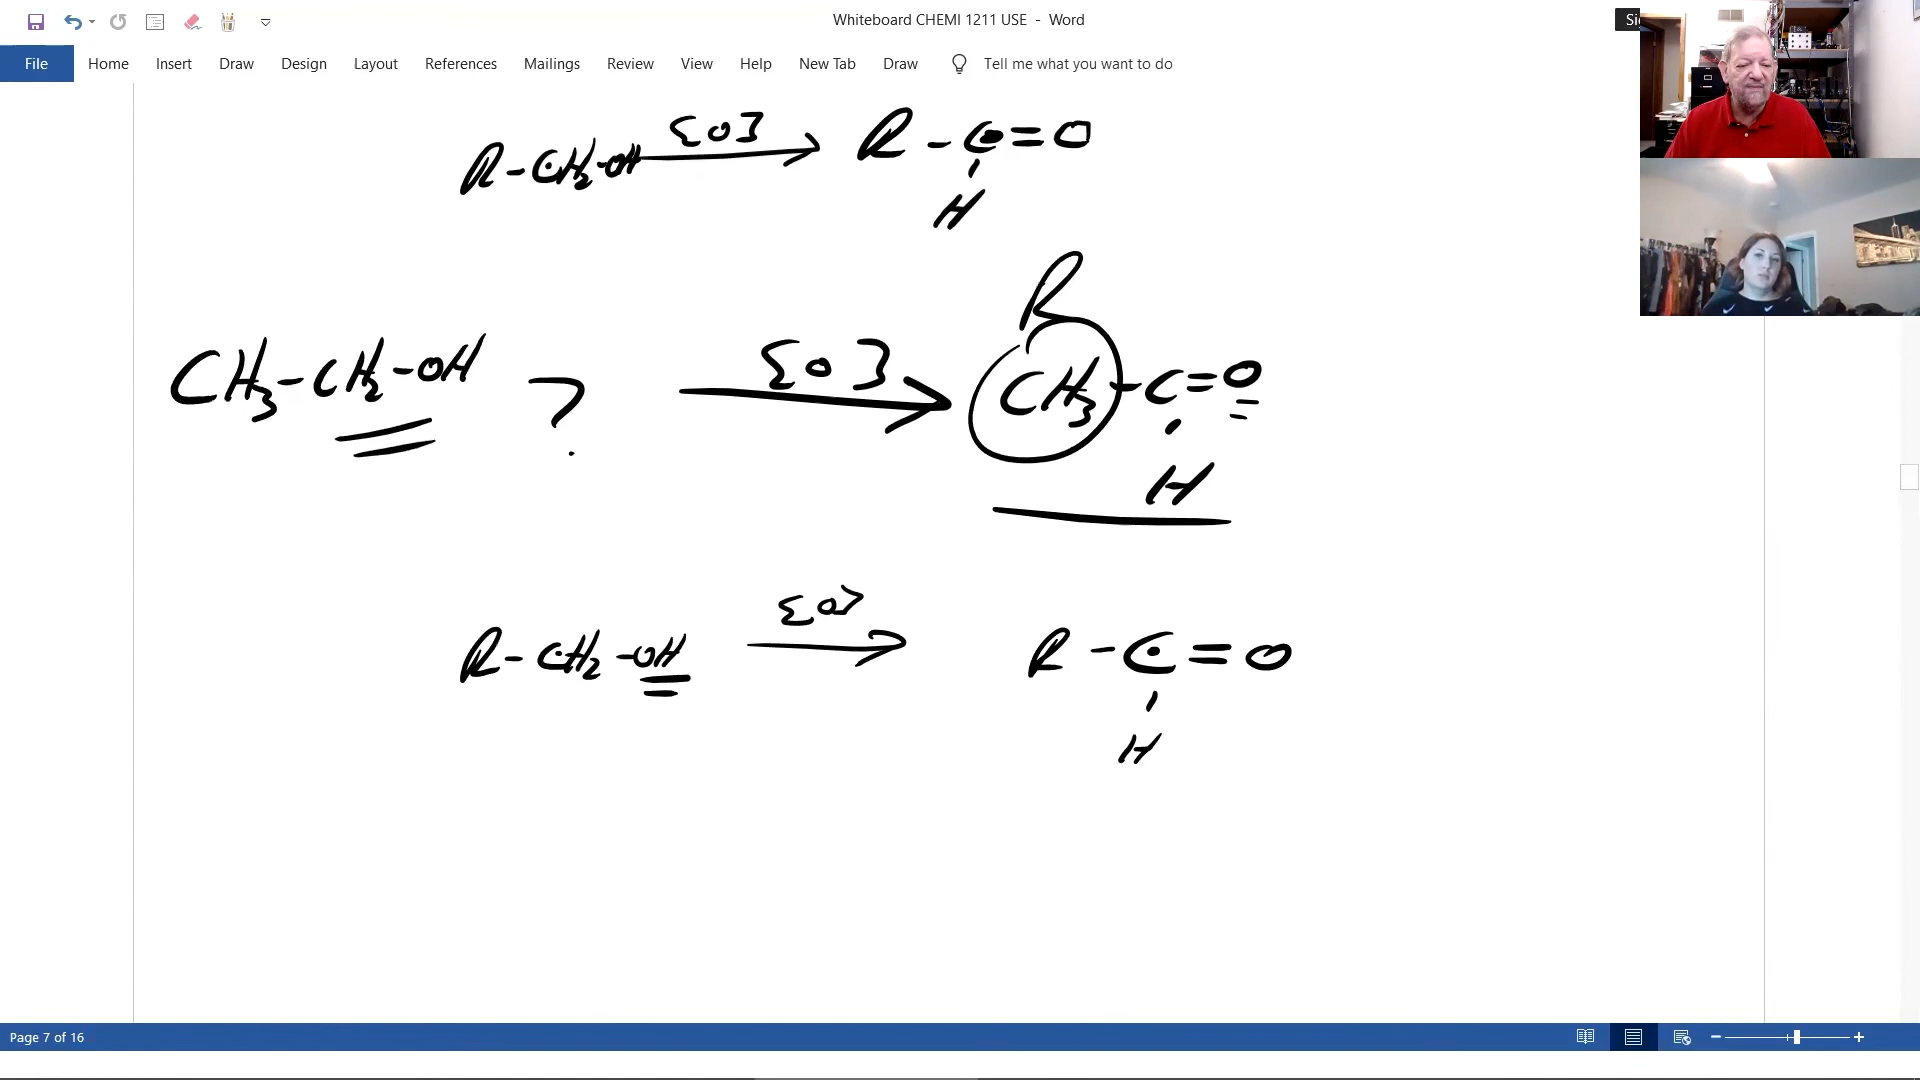 Whiteboard CHEMI 1211 USE - Word
File Home Insert Draw Design Layout References Mailings Review View Help New Tab Draw Tell me what you want to do
R-CH₂-OH {O} R-C=O
H
R
CH₃-CH₂-OH ? {O} CH₃-C=O
H
R-CH₂-OH {O} R-C=O
H
Page 7 of 16